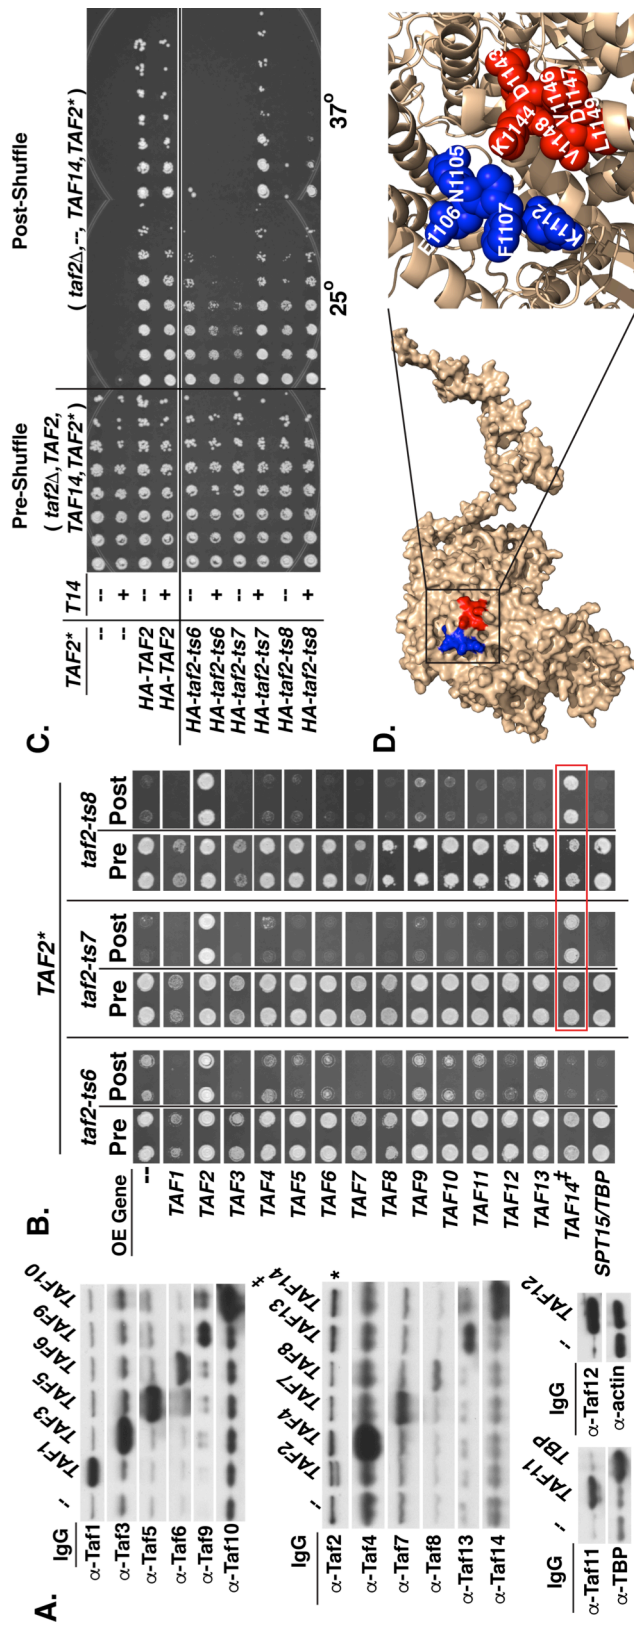 A.
IgG
TAF1
TAF3
TAF5
TAF6
TAF9
TAF10
--
α-Taf1
α-Taf3
α-Taf5
α-Taf6
α-Taf9
α-Taf10
IgG
--
TAF2
TAF4
TAF7
TAF8
TAF13
TAF14
‡
α-Taf2
*
α-Taf4
α-Taf7
α-Taf8
α-Taf13
α-Taf14
IgG
--
TAF11
TBP
α-Taf11
α-TBP
IgG
--
TAF12
α-Taf12
α-actin
B.
TAF2*
taf2-ts6
taf2-ts7
taf2-ts8
OE Gene
Pre
Post
Pre
Post
Pre
Post
--
TAF1
TAF2
TAF3
TAF4
TAF5
TAF6
TAF7
TAF8
TAF9
TAF10
TAF11
TAF12
TAF13
TAF14‡
SPT15/TBP
C.
Pre-Shuffle
(taf2Δ,TAF2,
TAF14,TAF2*)
Post-Shuffle
(taf2Δ,--, TAF14,TAF2*)
TAF2*
T14
-- --
-- +
HA-TAF2 --
HA-TAF2 +
HA-taf2-ts6 --
HA-taf2-ts6 +
HA-taf2-ts7 --
HA-taf2-ts7 +
HA-taf2-ts8 --
HA-taf2-ts8 +
25°
37°
D.
E1106
N1105
F1107
K1112
K1144
D1143
V1148
V1146
D1147
L1149